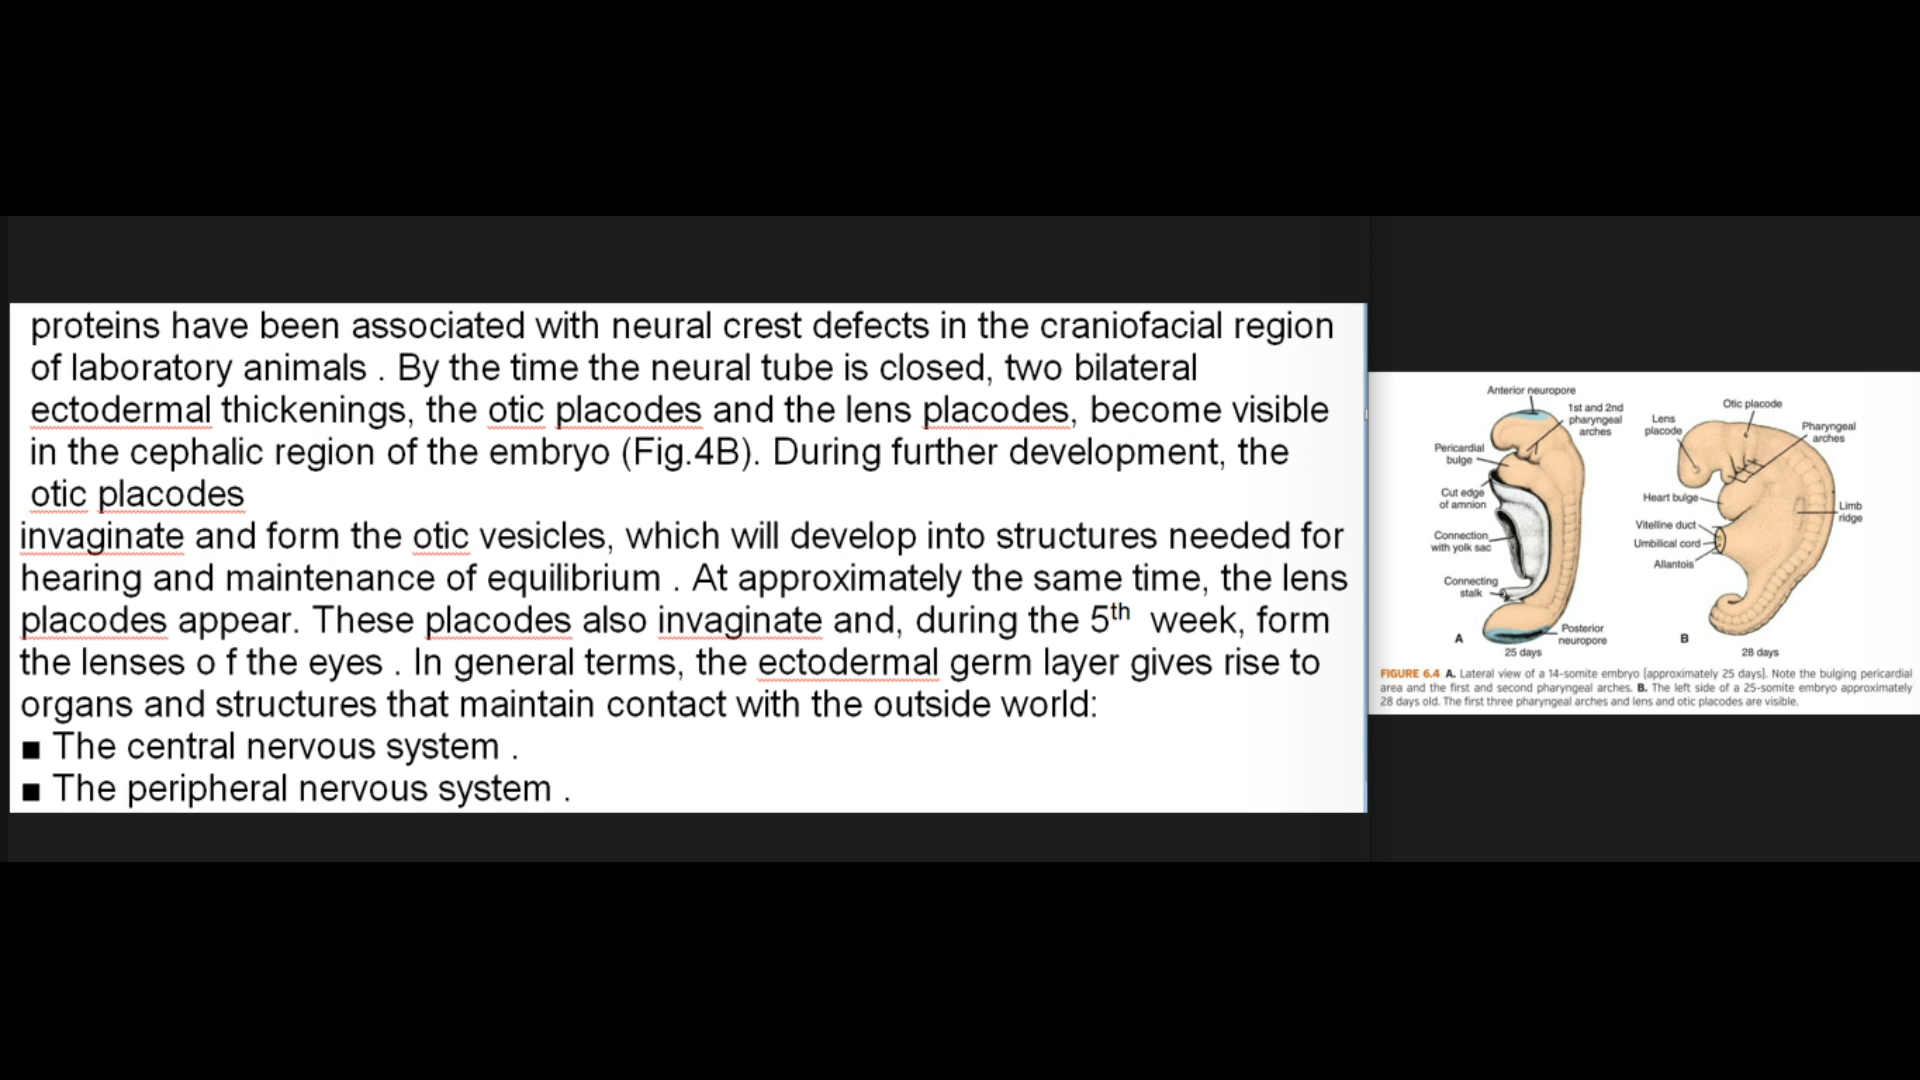 proteins have been associated with neural crest defects in the craniofacial region
of laboratory animals . By the time the neural tube is closed, two bilateral
ectodermal thickenings, the otic placodes and the lens placodes, become visible
in the cephalic region of the embryo (Fig.4B). During further development, the
otic placodes
invaginate and form the otic vesicles, which will develop into structures needed for
hearing and maintenance of equilibrium . At approximately the same time, the lens
placodes appear. These placodes also invaginate and, during the 5th week, form
the lenses o f the eyes . In general terms, the ectodermal germ layer gives rise to
organs and structures that maintain contact with the outside world:
■ The central nervous system .
■ The peripheral nervous system .
Anterior neuropore
1st and 2nd
pharyngeal
arches
Pericardial
bulge
Cut edge
of amnion
Connection
with yolk sac
Connecting
stalk
Posterior
neuropore
A
25 days
Otic placode
Lens
placode
Pharyngeal
arches
Heart bulge
Limb
ridge
Vitelline duct
Umbilical cord
Allantois
B
28 days
FIGURE 6.4 A. Lateral view of a 14-somite embryo (approximately 25 days). Note the bulging pericardial
area and the first and second pharyngeal arches. B. The left side of a 25-somite embryo approximately
28 days old. The first three pharyngeal arches and lens and otic placodes are visible.